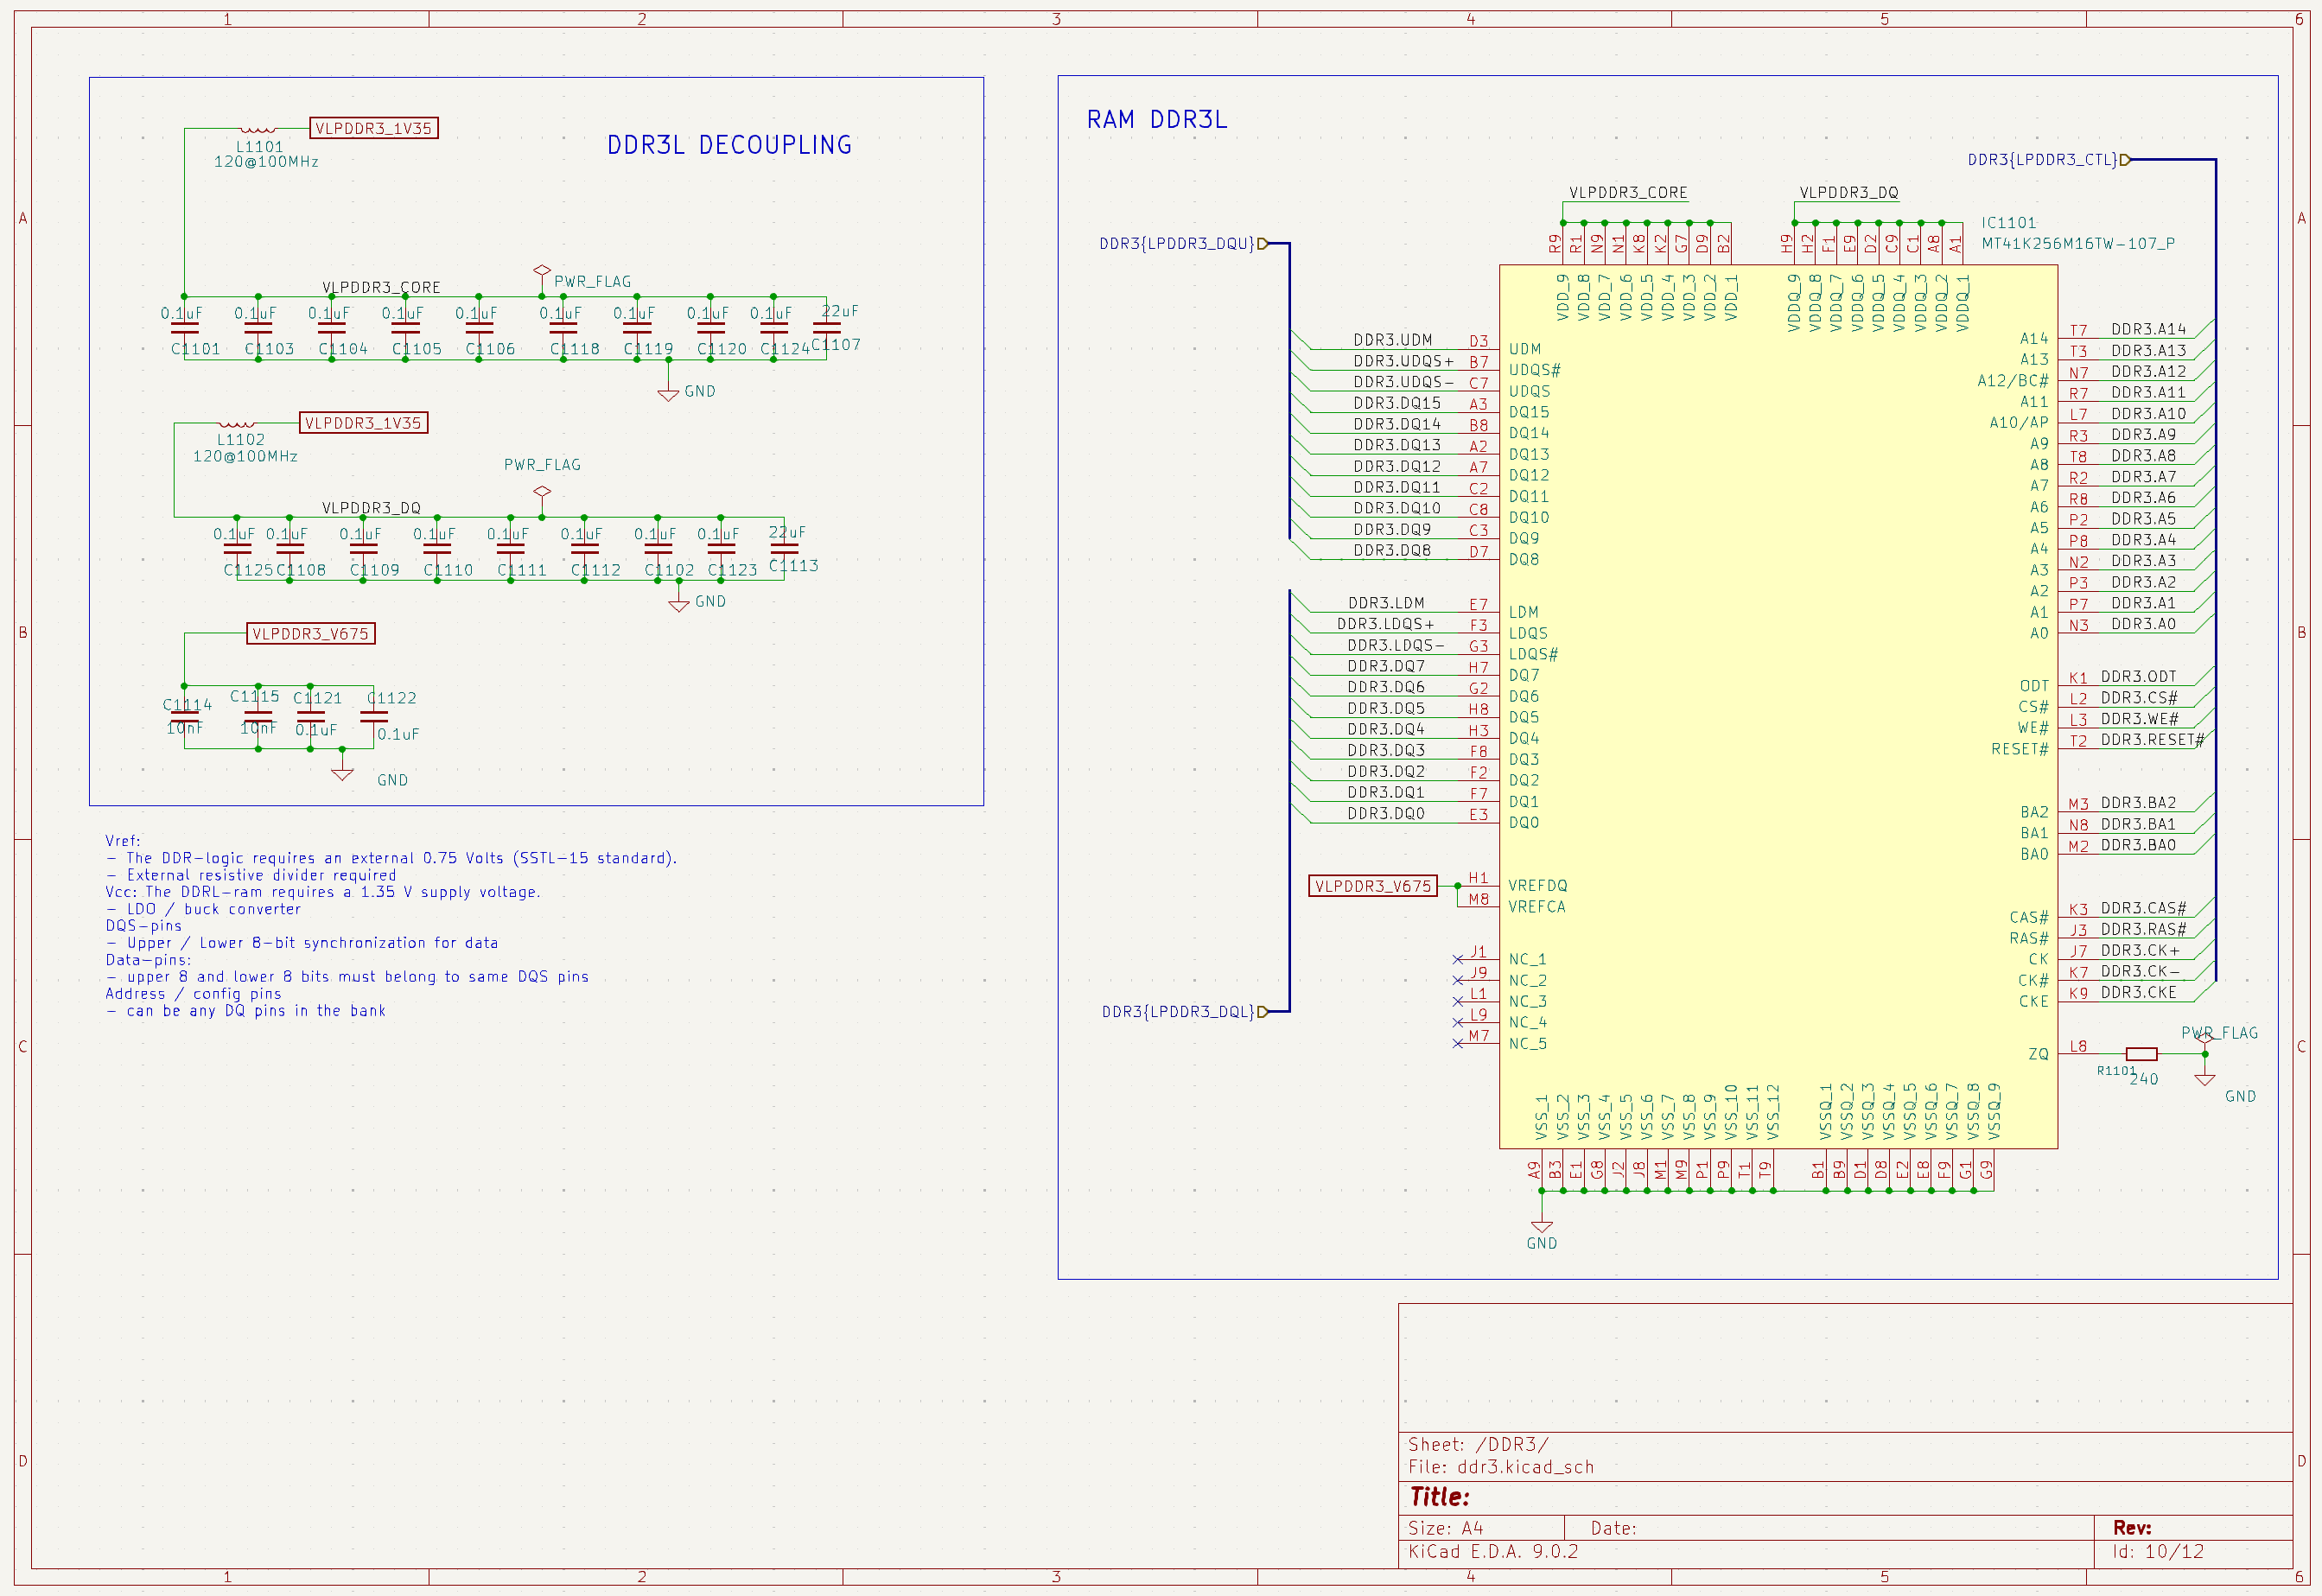 1 2 3 4 5 6
A
B
C
D
DDR3L DECOUPLING
VLPDDR3_1V35
L1101
120@100MHz
VLPDDR3_CORE
PWR_FLAG
0.1uF 0.1uF 0.1uF 0.1uF 0.1uF 0.1uF 0.1uF 0.1uF 0.1uF 22uF
C1101 C1103 C1104 C1105 C1106 C1118 C1119 C1120 C1124 C1107
GND
VLPDDR3_1V35
L1102
120@100MHz
PWR_FLAG
VLPDDR3_DQ
0.1uF 0.1uF 0.1uF 0.1uF 0.1uF 0.1uF 0.1uF 0.1uF 22uF
C1125 C1108 C1109 C1110 C1111 C1112 C1102 C1123 C1113
GND
VLPDDR3_V675
C1114 C1115 C1121 C1122
10nF 10nF 0.1uF 0.1uF
GND
Vref:
- The DDR-logic requires an external 0.75 Volts (SSTL-15 standard).
- External resistive divider required
Vcc: The DDRL-ram requires a 1.35 V supply voltage.
- LDO / buck converter
DQS-pins
- Upper / Lower 8-bit synchronization for data
Data-pins:
- upper 8 and lower 8 bits must belong to same DQS pins
Address / config pins
- can be any DQ pins in the bank
RAM DDR3L
DDR3{LPDDR3_CTL}
DDR3{LPDDR3_DQU}
VLPDDR3_CORE
VLPDDR3_DQ
IC1101
MT41K256M16TW-107_P
R9 R1 N9 N1 K8 K2 G7 D9 B2
H9 H2 F1 E9 D2 C9 C1 A8 A1
VDD_9 VDD_8 VDD_7 VDD_6 VDD_5 VDD_4 VDD_3 VDD_2 VDD_1
VDDQ_9 VDDQ_8 VDDQ_7 VDDQ_6 VDDQ_5 VDDQ_4 VDDQ_3 VDDQ_2 VDDQ_1
DDR3.UDM D3 UDM
DDR3.UDQS+ B7 UDQS#
DDR3.UDQS- C7 UDQS
DDR3.DQ15 A3 DQ15
DDR3.DQ14 B8 DQ14
DDR3.DQ13 A2 DQ13
DDR3.DQ12 A7 DQ12
DDR3.DQ11 C2 DQ11
DDR3.DQ10 C8 DQ10
DDR3.DQ9 C3 DQ9
DDR3.DQ8 D7 DQ8
DDR3.LDM E7 LDM
DDR3.LDQS+ F3 LDQS
DDR3.LDQS- G3 LDQS#
DDR3.DQ7 H7 DQ7
DDR3.DQ6 G2 DQ6
DDR3.DQ5 H8 DQ5
DDR3.DQ4 H3 DQ4
DDR3.DQ3 F8 DQ3
DDR3.DQ2 F2 DQ2
DDR3.DQ1 F7 DQ1
DDR3.DQ0 E3 DQ0
VLPDDR3_V675 H1 VREFDQ
M8 VREFCA
J1 NC_1
J9 NC_2
L1 NC_3
L9 NC_4
M7 NC_5
DDR3{LPDDR3_DQL}
A14 T7 DDR3.A14
A13 T3 DDR3.A13
A12/BC# N7 DDR3.A12
A11 R7 DDR3.A11
A10/AP L7 DDR3.A10
A9 R3 DDR3.A9
A8 T8 DDR3.A8
A7 R2 DDR3.A7
A6 R8 DDR3.A6
A5 P2 DDR3.A5
A4 P8 DDR3.A4
A3 N2 DDR3.A3
A2 P3 DDR3.A2
A1 P7 DDR3.A1
A0 N3 DDR3.A0
ODT K1 DDR3.ODT
CS# L2 DDR3.CS#
WE# L3 DDR3.WE#
RESET# T2 DDR3.RESET#
BA2 M3 DDR3.BA2
BA1 N8 DDR3.BA1
BA0 M2 DDR3.BA0
CAS# K3 DDR3.CAS#
RAS# J3 DDR3.RAS#
CK J7 DDR3.CK+
CK# K7 DDR3.CK-
CKE K9 DDR3.CKE
PWR_FLAG
ZQ L8
R1101 240
GND
VSS_1 VSS_2 VSS_3 VSS_4 VSS_5 VSS_6 VSS_7 VSS_8 VSS_9 VSS_10 VSS_11 VSS_12
VSSQ_1 VSSQ_2 VSSQ_3 VSSQ_4 VSSQ_5 VSSQ_6 VSSQ_7 VSSQ_8 VSSQ_9
A9 B3 E1 G8 J2 J8 M1 M9 P1 P9 T1 T9
B1 B9 D1 D8 E2 E8 F9 G1 G9
GND
Sheet: /DDR3/
File: ddr3.kicad_sch
Title:
Size: A4 Date: Rev:
KiCad E.D.A. 9.0.2 Id: 10/12
A
B
C
D
1 2 3 4 5 6